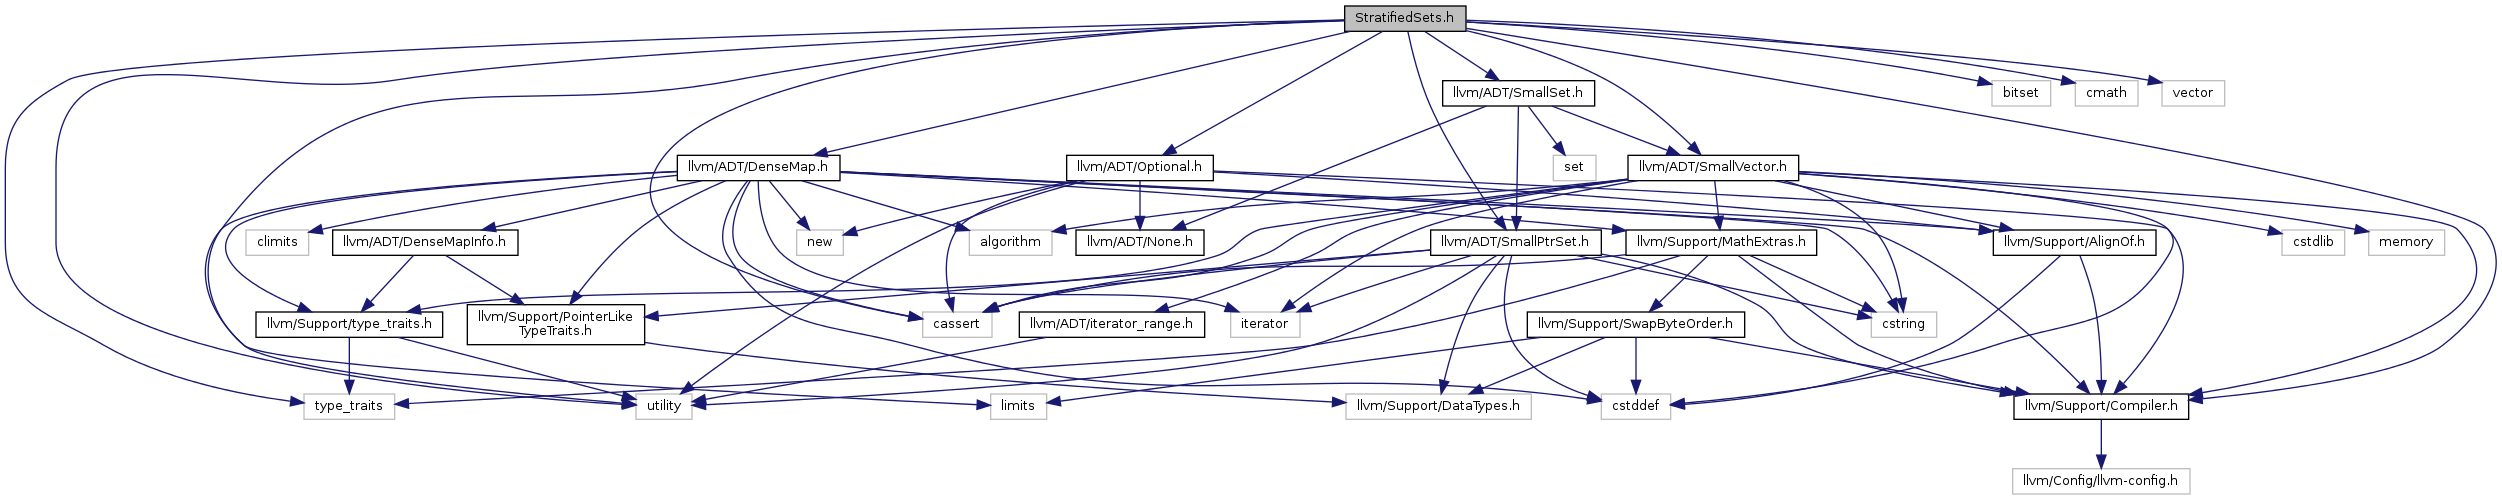 StratifiedSets.h
llvm/ADT/SmallSet.h
bitset
cmath
vector
llvm/ADT/DenseMap.h
llvm/ADT/Optional.h
set
llvm/ADT/SmallVector.h
climits
llvm/ADT/DenseMapInfo.h
new
algorithm
llvm/ADT/None.h
llvm/ADT/SmallPtrSet.h
llvm/Support/MathExtras.h
llvm/Support/AlignOf.h
cstdlib
memory
llvm/Support/type_traits.h
llvm/Support/PointerLike
TypeTraits.h
cassert
llvm/ADT/iterator_range.h
iterator
llvm/Support/SwapByteOrder.h
cstring
type_traits
utility
limits
llvm/Support/DataTypes.h
cstddef
llvm/Support/Compiler.h
llvm/Config/llvm-config.h